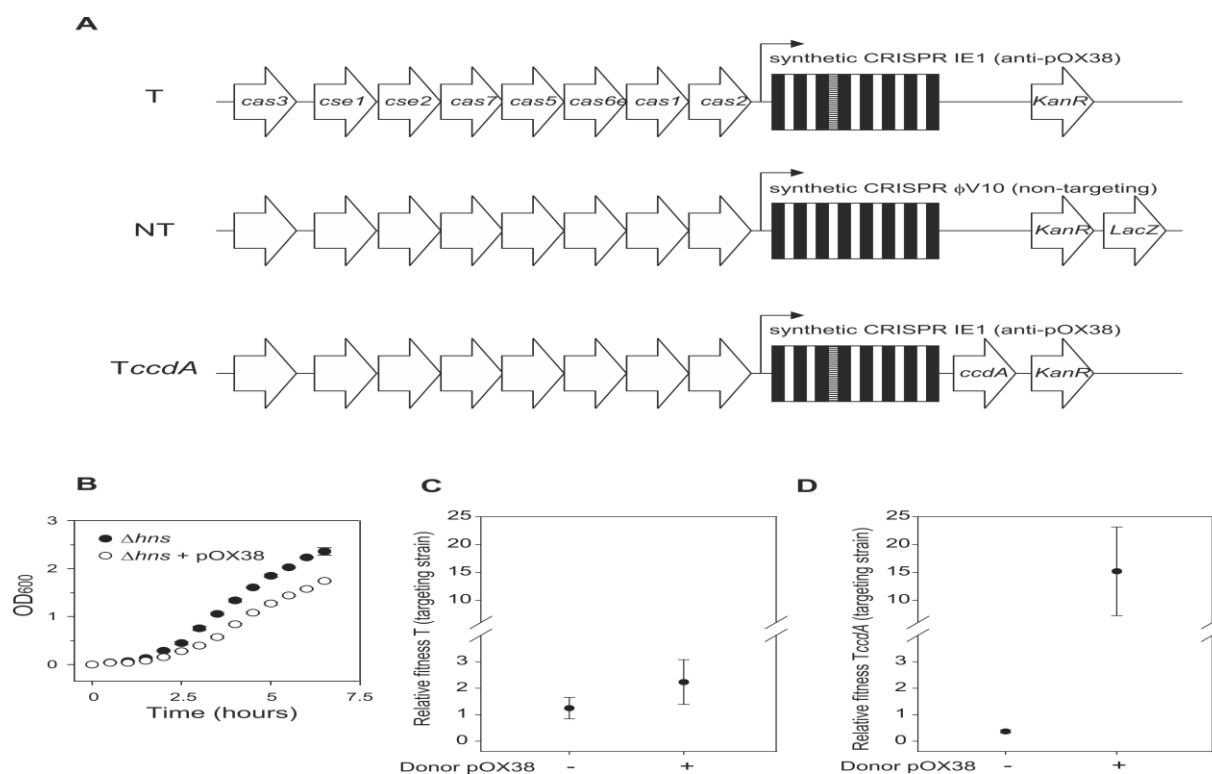 A
synthetic CRISPR IE1 (anti-pOX38)
T
cas3 cse1 cse2 cas7 cas5 cas6e cas1 cas2 KanR
synthetic CRISPR ϕV10 (non-targeting)
NT
KanR LacZ
synthetic CRISPR IE1 (anti-pOX38)
TccdA
ccdA KanR
B
OD600
3
2
1
0
Δhns
Δhns + pOX38
0 2.5 5.0 7.5
Time (hours)
C
Relative fitness T (targeting strain)
25
20
15
10
3
2
1
0
Donor pOX38 - +
D
Relative fitness TccdA (targeting strain)
25
20
15
10
3
2
1
0
Donor pOX38 - +